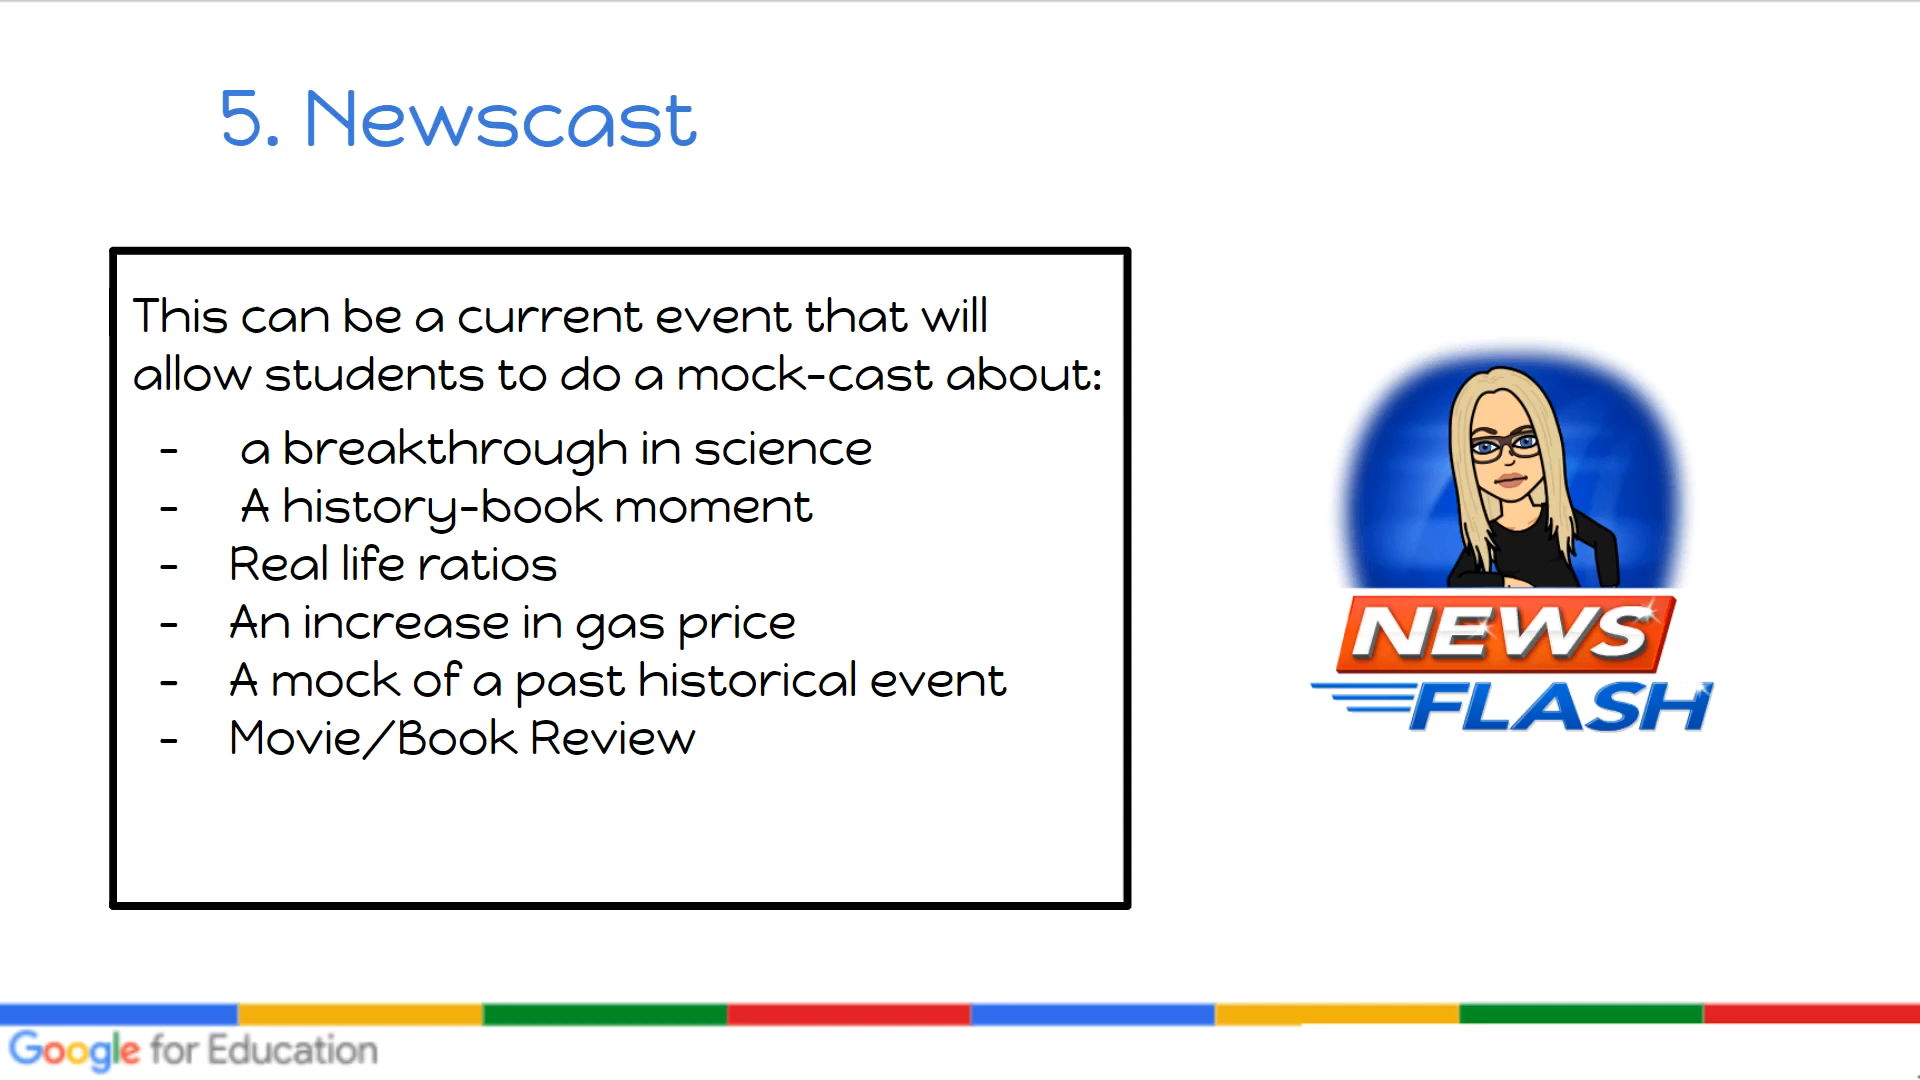 5. Newscast
This can be a current event that will
allow students to do a mock-cast about:
- a breakthrough in science
- A history-book moment
- Real life ratios
- An increase in gas price
- A mock of a past historical event
- Movie/Book Review
NEWS
FLASH
Google for Education